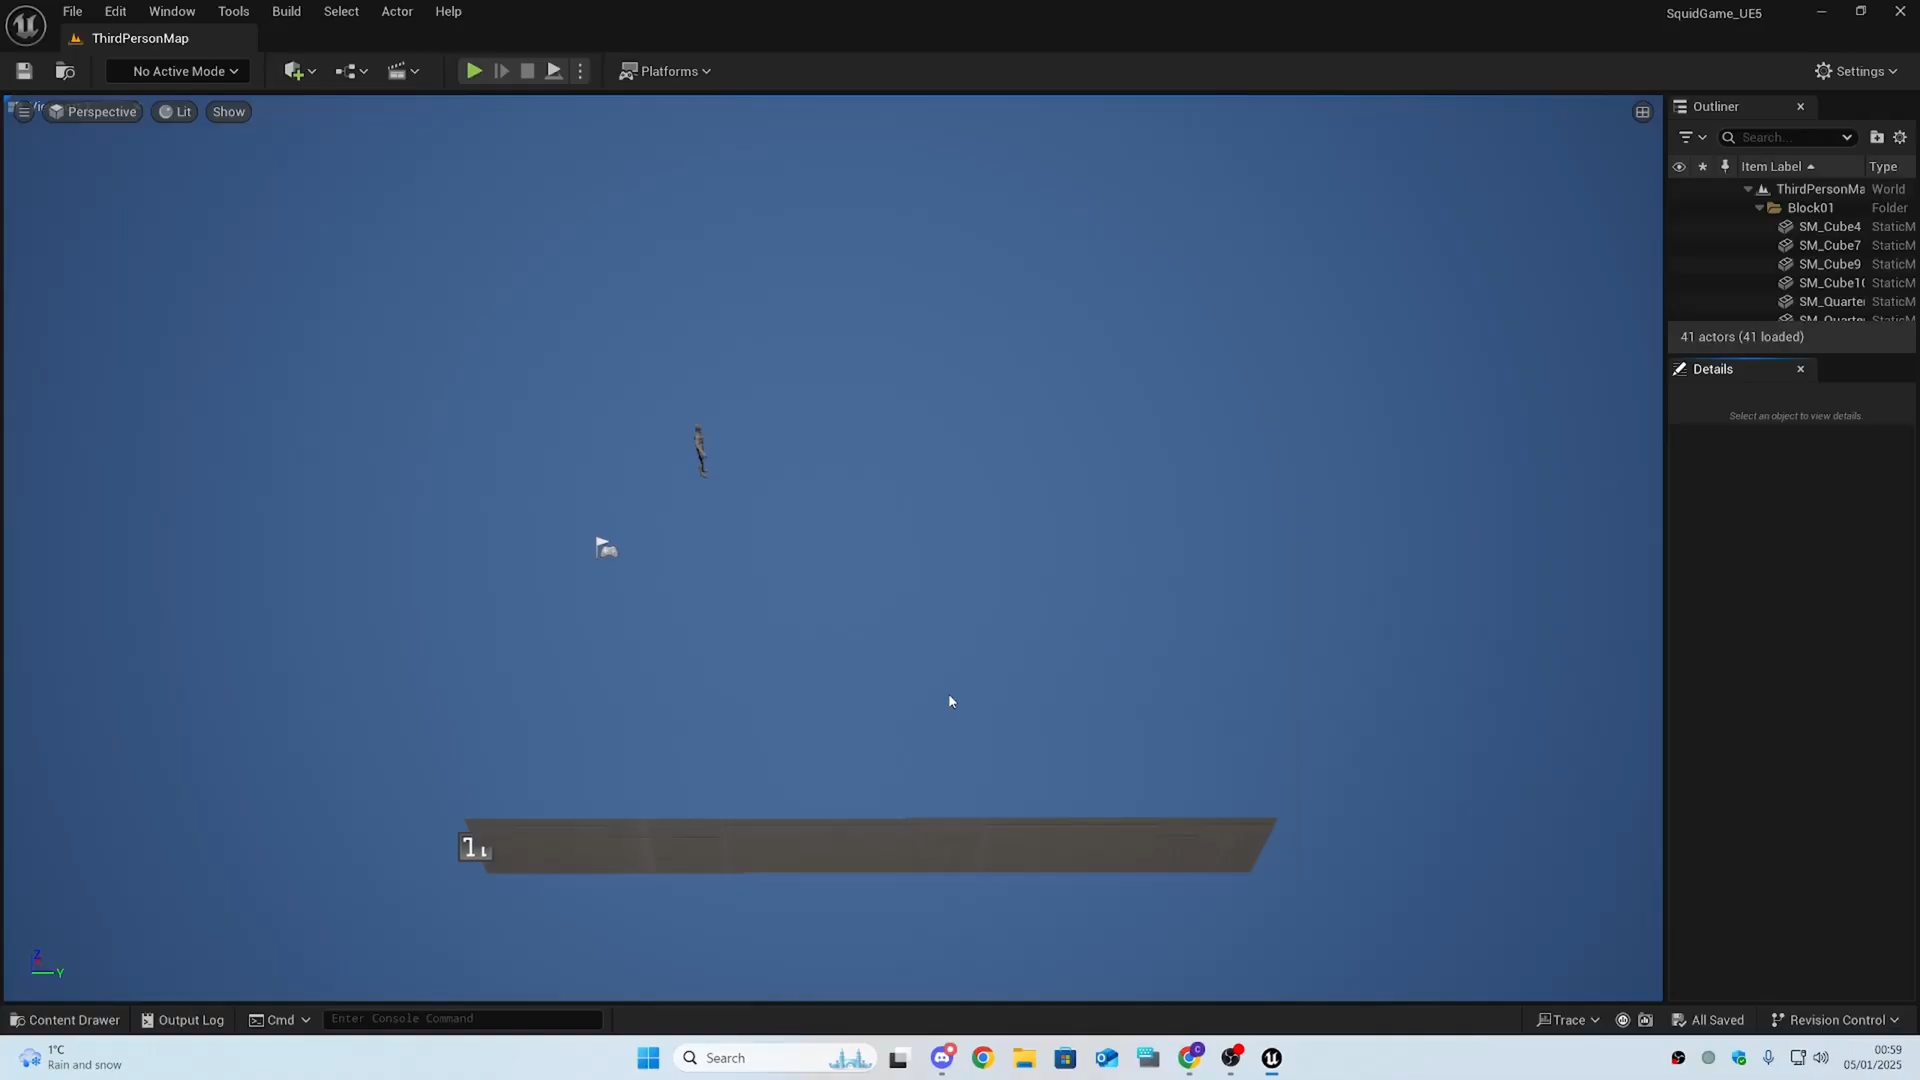 File Edit Window Tools Build Select Actor Help
SquidGame_UE5
ThirdPersonMap
No Active Mode
Platforms
Settings
Perspective
Lit
Show
Outliner
Search...
Item Label
Type
ThirdPersonMa World
Block01 Folder
SM_Cube4 StaticM
SM_Cube7 StaticM
SM_Cube9 StaticM
SM_Cube10 StaticM
SM_Quarte StaticM
SM_Quarte StaticM
41 actors (41 loaded)
Details
Select an object to view details.
Z
Y
Content Drawer
Output Log
Cmd
Enter Console Command
Trace
All Saved
Revision Control
1°C
Rain and snow
Search
00:59
05/01/2025